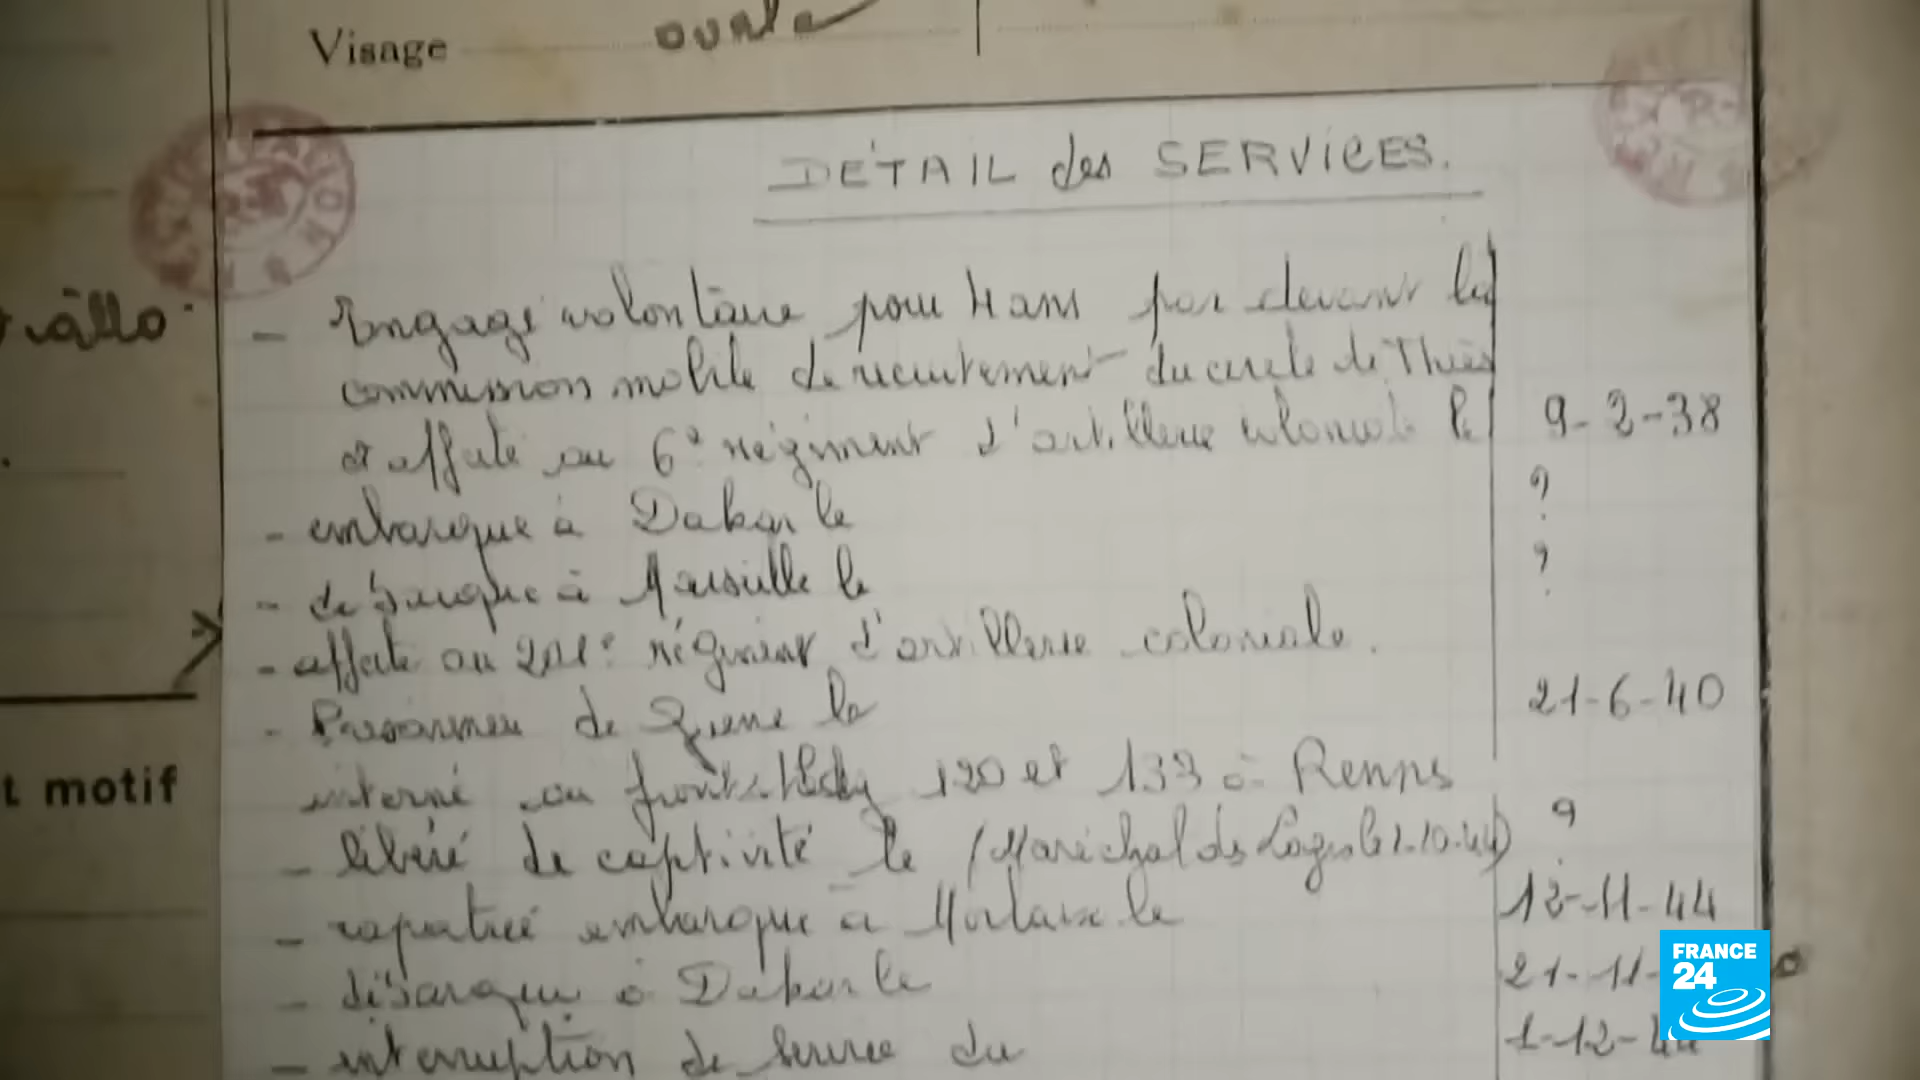 Visage ovale
DÉTAIL des SERVICES.
- Engagé volontaire pour 4 ans par devant la
commission mobile de recrutement du cercle de Thiès
et affecté au 6e régiment d'artillerie coloniale le 9-2-38
- embarqué à Dakar le ?
- débarqué à Marseille le ?
- affecté au régiment d'artillerie coloniale.
- Prisonnier de guerre le 21-6-40
interné au frontstalag 120 et 133 à Rennes
- libéré de captivité le (Maréchal des Logis le 1-10-44) ?
- rapatrié embarqué à Morlaix le -11-44
- débarqué à Dakar le 21-11-
- interruption de service du 1-12-44
t motif
FRANCE
24